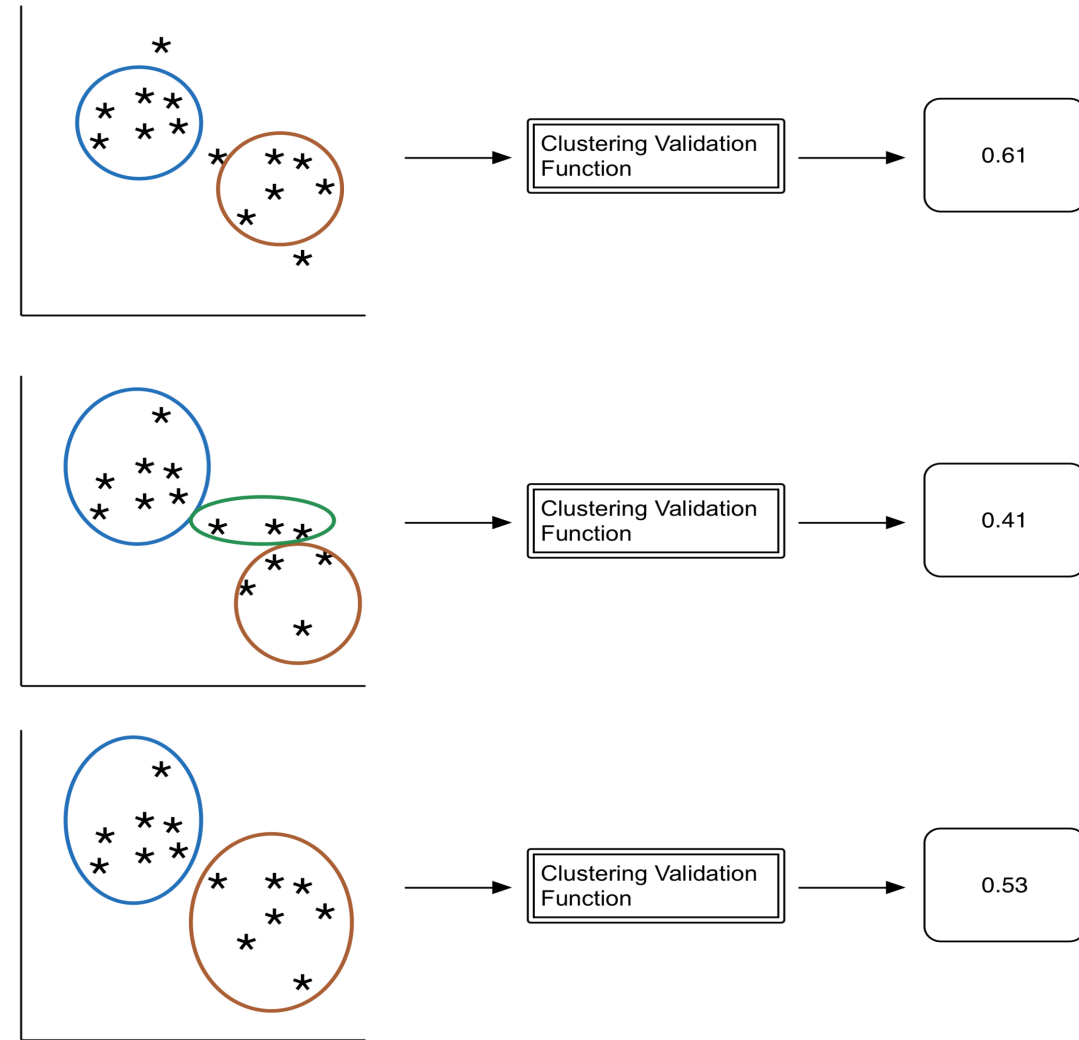 Clustering Validation
Function
0.61
Clustering Validation
Function
0.41
Clustering Validation
Function
0.53